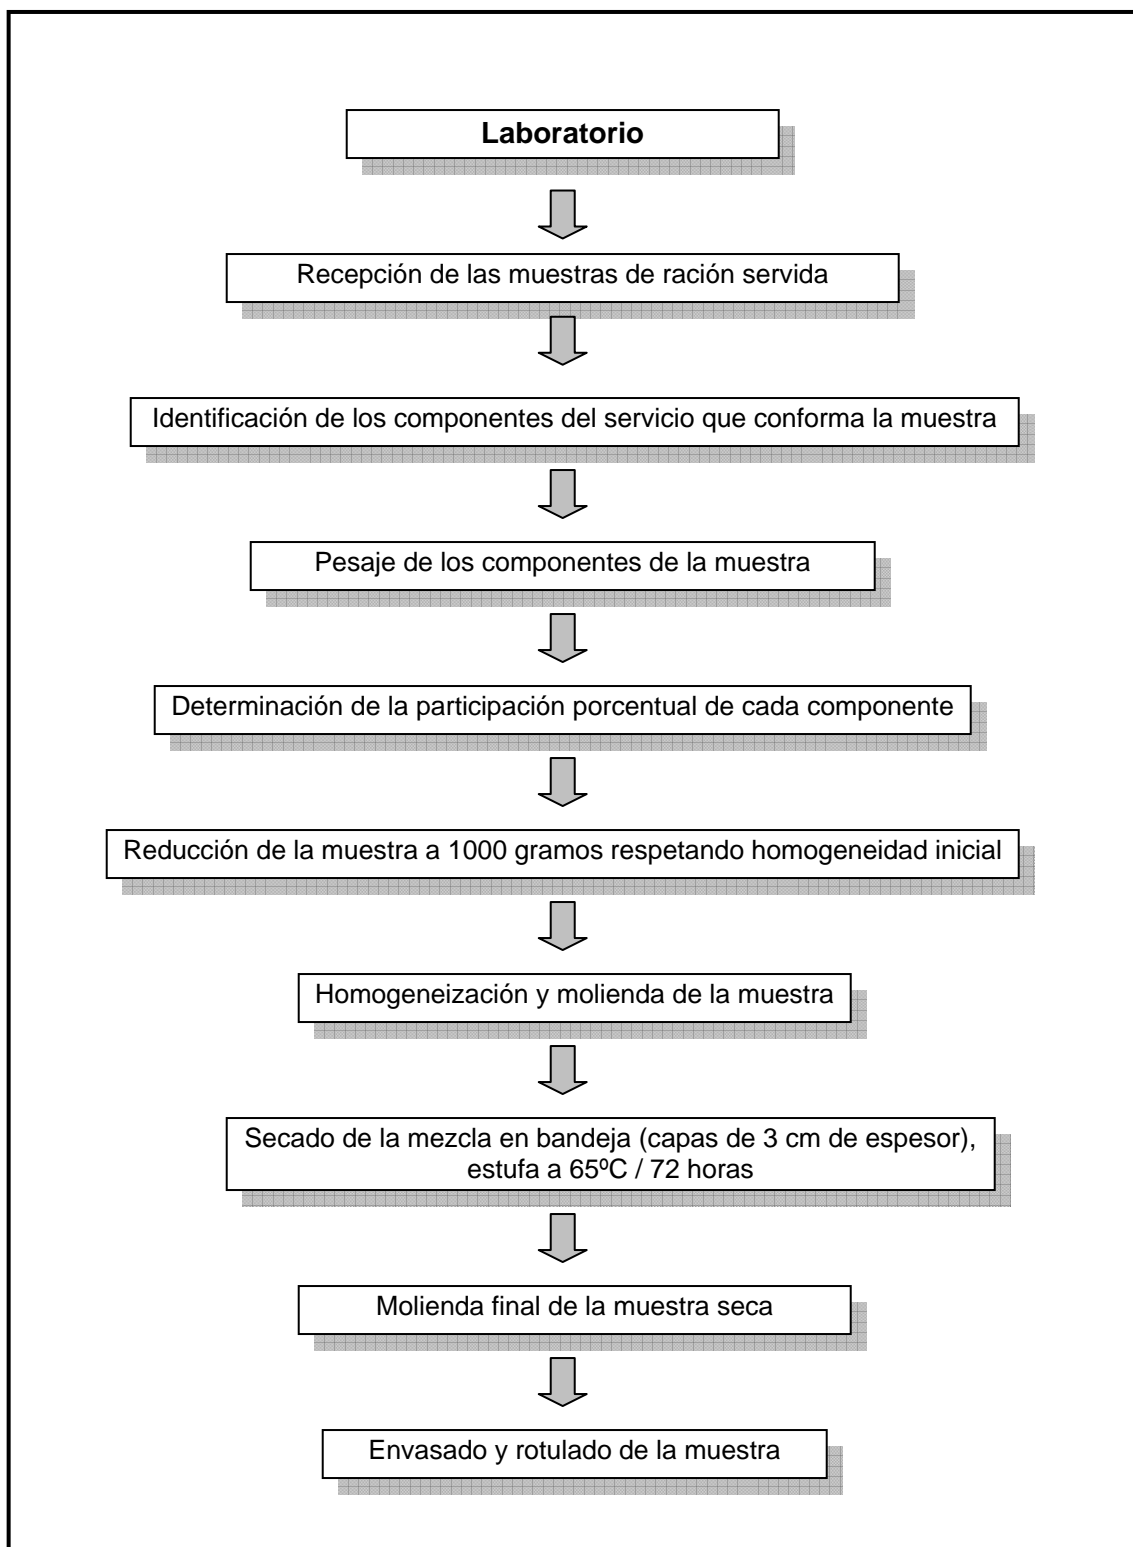 Laboratorio
Recepción de las muestras de ración servida
Identificación de los componentes del servicio que conforma la muestra
Pesaje de los componentes de la muestra
Determinación de la participación porcentual de cada componente
Reducción de la muestra a 1000 gramos respetando homogeneidad inicial
Homogeneización y molienda de la muestra
Secado de la mezcla en bandeja (capas de 3 cm de espesor),
estufa a 65ºC / 72 horas
Molienda final de la muestra seca
Envasado y rotulado de la muestra